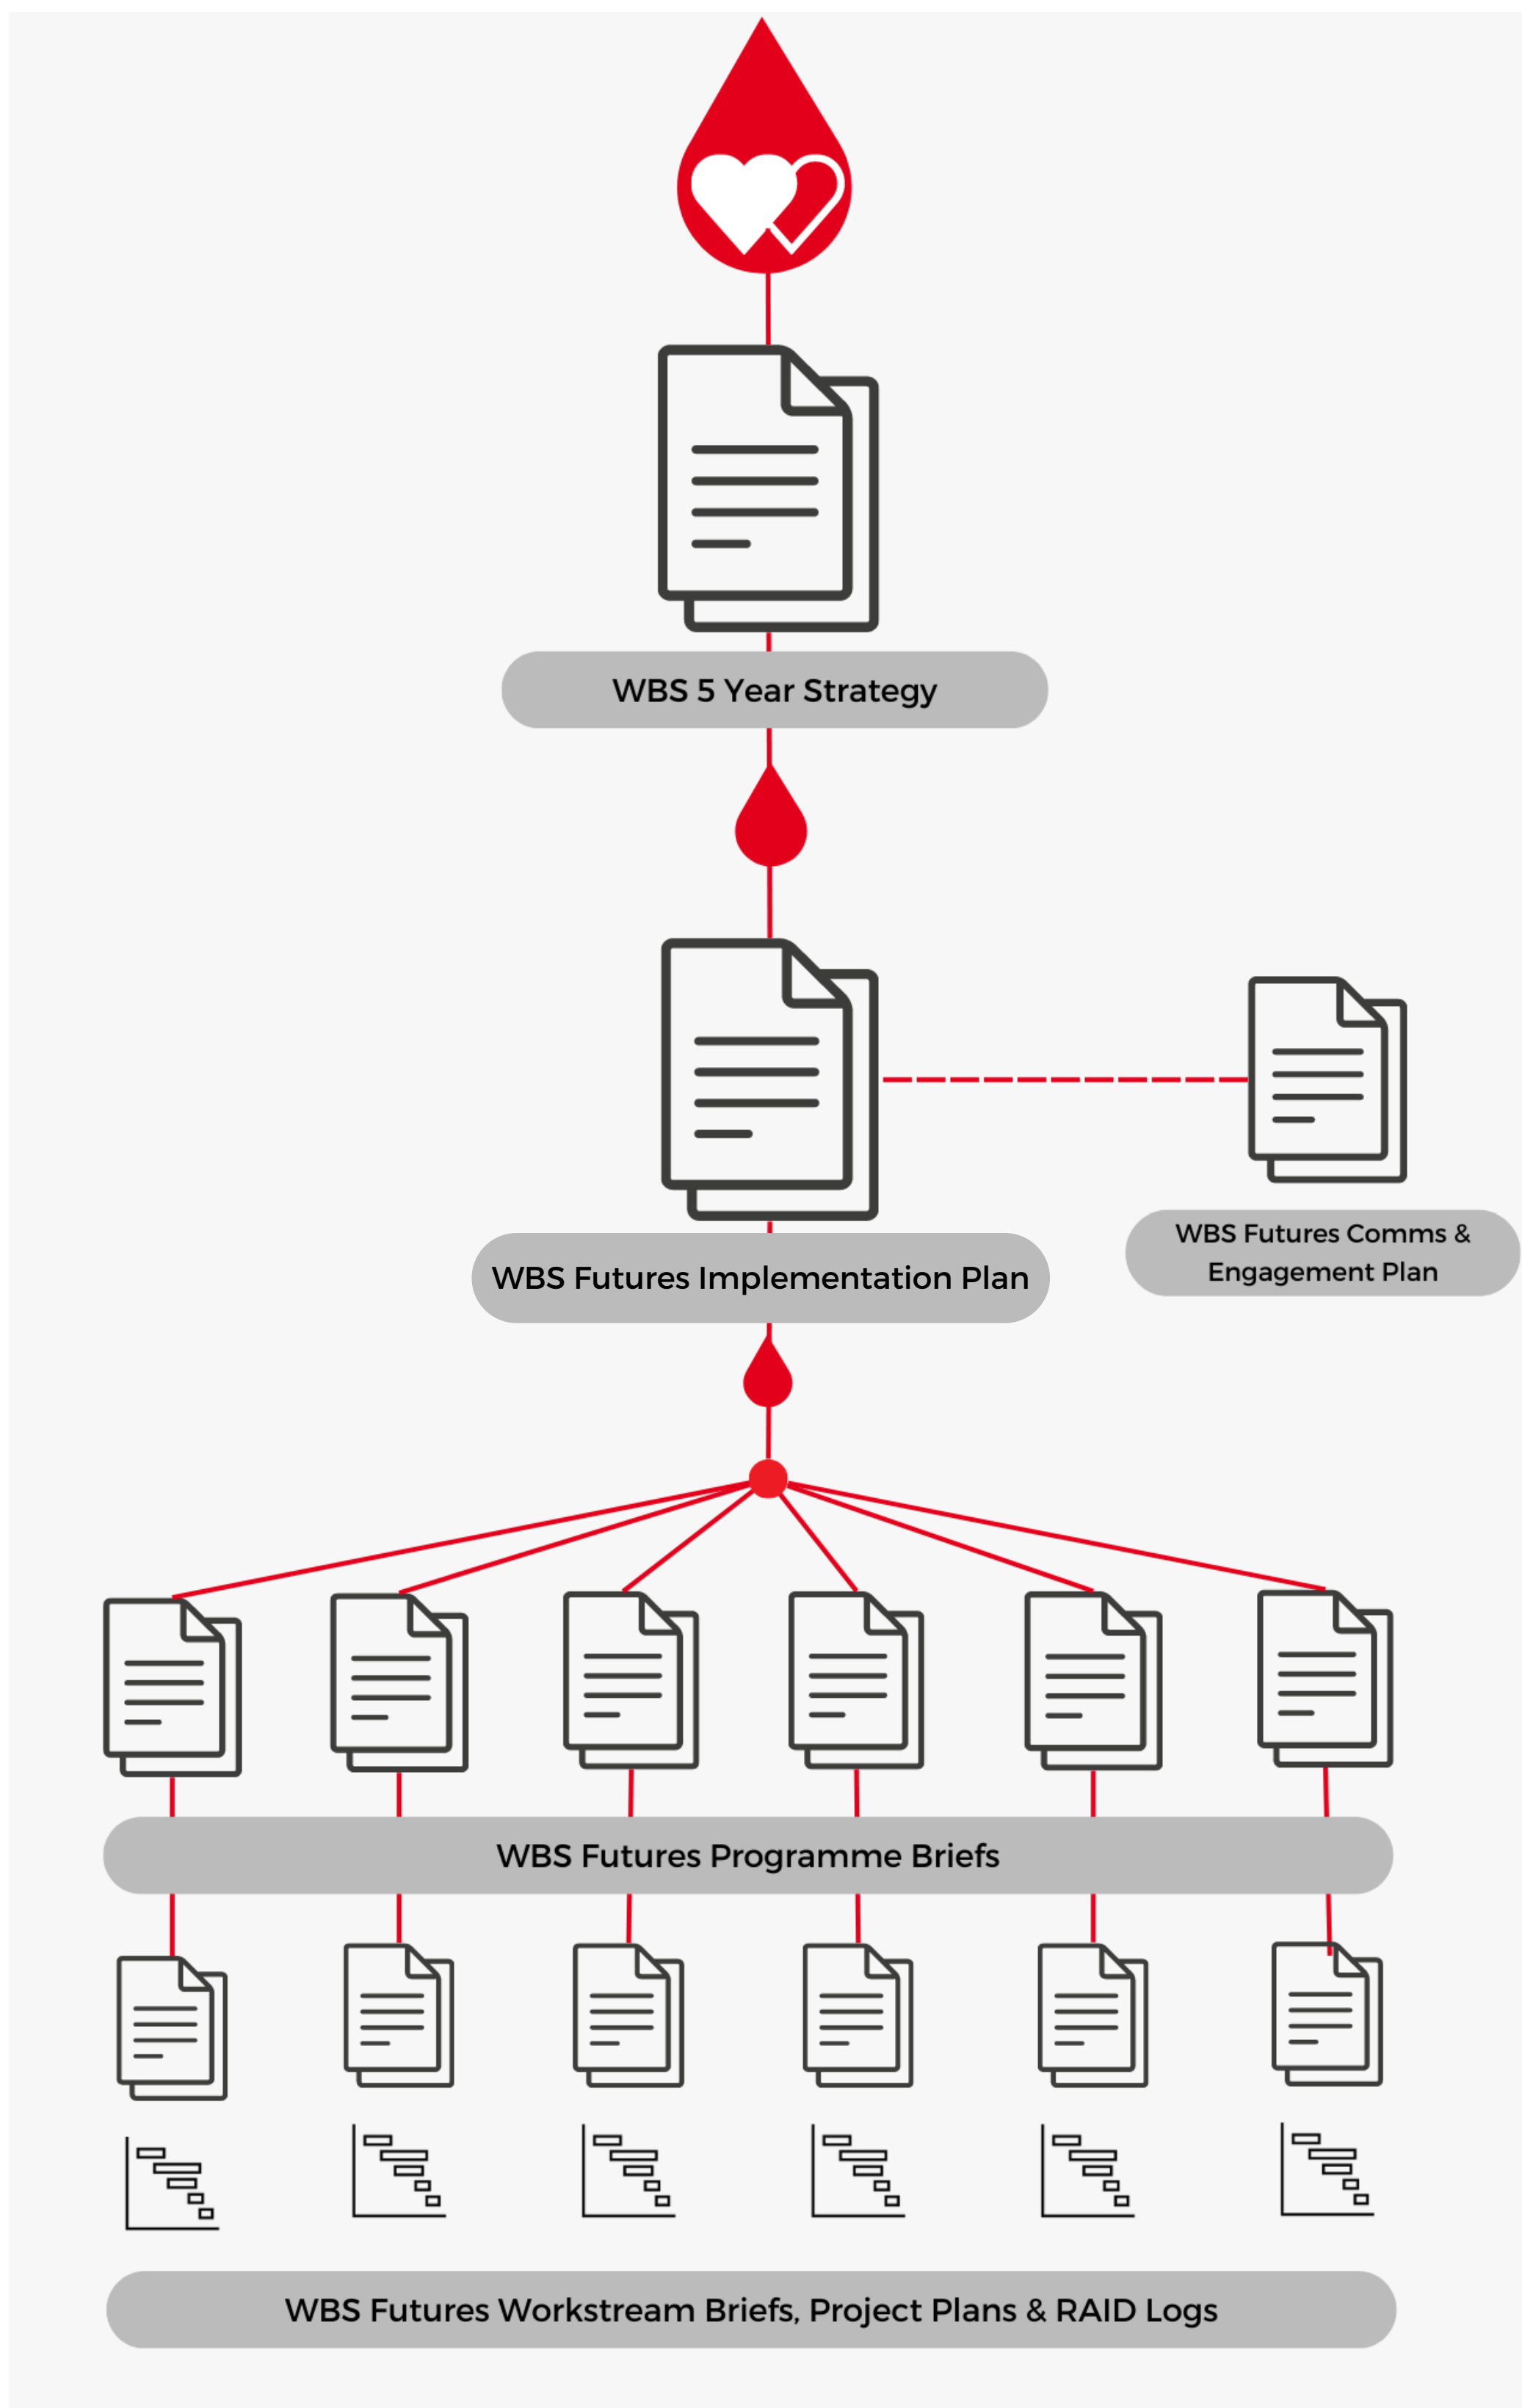 WBS 5 Year Strategy
WBS Futures Implementation Plan
WBS Futures Comms &
Engagement Plan
WBS Futures Programme Briefs
WBS Futures Workstream Briefs, Project Plans & RAID Logs